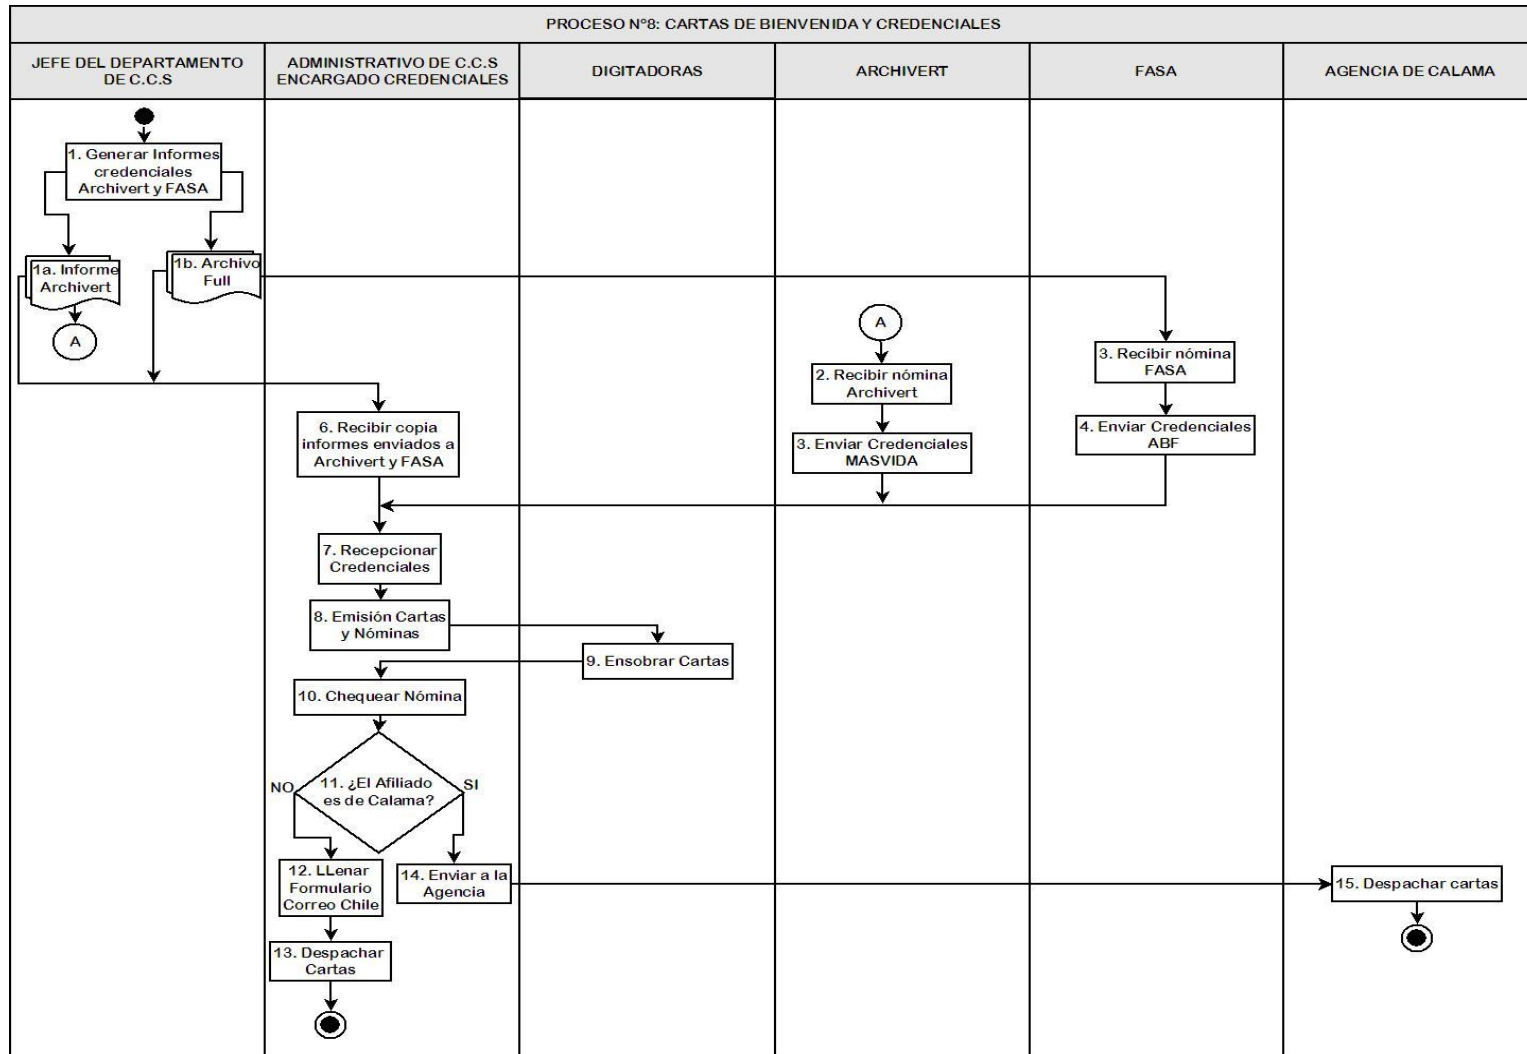 PROCESO Nº8: CARTAS DE BIENVENIDA Y CREDENCIALES
JEFE DEL DEPARTAMENTO
DE C.C.S
ADMINISTRATIVO DE C.C.S
ENCARGADO CREDENCIALES
DIGITADORAS
ARCHIVERT
FASA
AGENCIA DE CALAMA
1. Generar Informes
credenciales
Archivert y FASA
1a. Informe
Archivert
1b. Archivo
Full
A
A
2. Recibir nómina
Archivert
3. Enviar Credenciales
MASVIDA
3. Recibir nómina
FASA
4. Enviar Credenciales
ABF
6. Recibir copia
informes enviados a
Archivert y FASA
7. Recepcionar
Credenciales
8. Emisión Cartas
y Nóminas
9. Ensobrar Cartas
10. Chequear Nómina
11. ¿El Afiliado
es de Calama?
NO
SI
12. LLenar
Formulario
Correo Chile
13. Despachar
Cartas
14. Enviar a la
Agencia
15. Despachar cartas